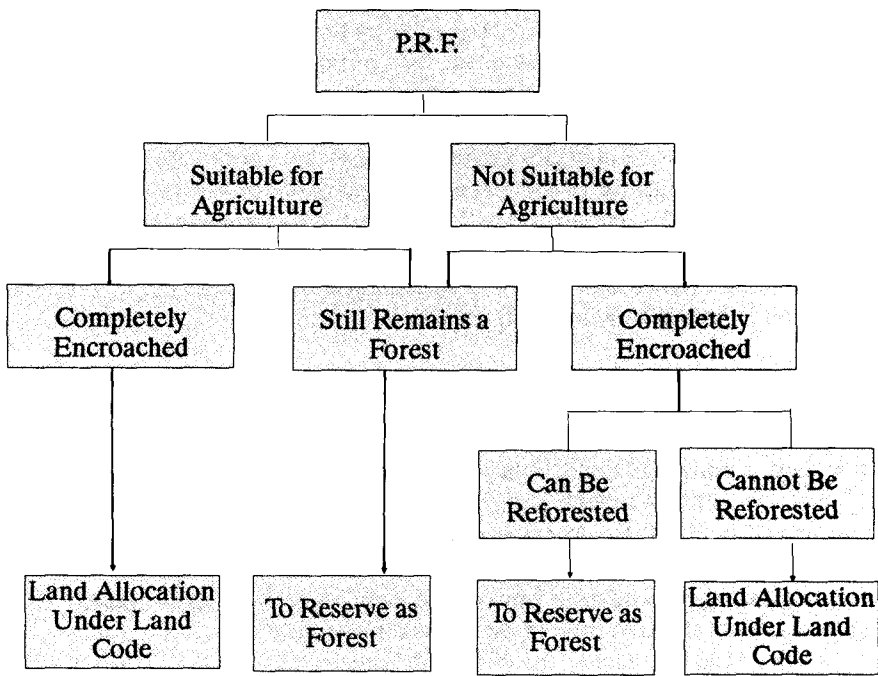 P.R.F.
Suitable for
Agriculture
Not Suitable for
Agriculture
Completely
Encroached
Still Remains a
Forest
Completely
Encroached
Can Be
Reforested
Cannot Be
Reforested
Land Allocation
Under Land
Code
To Reserve as
Forest
To Reserve as
Forest
Land Allocation
Under Land
Code